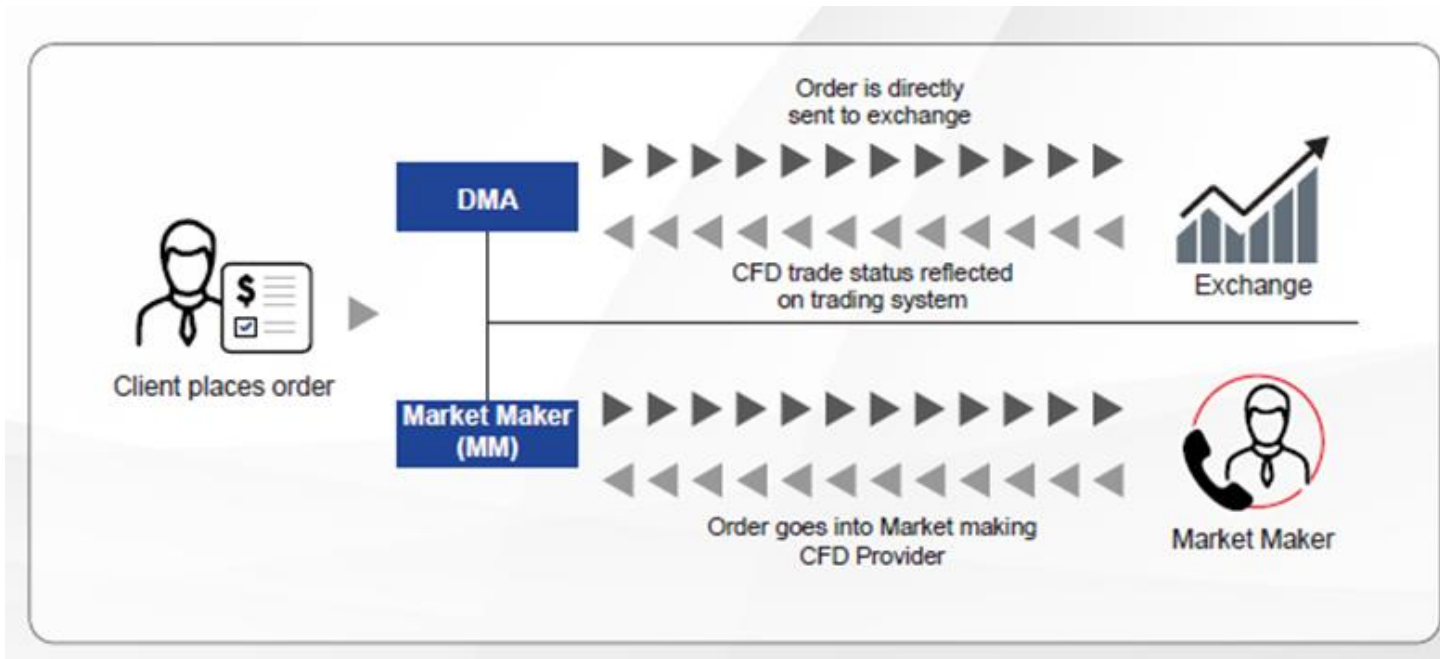 Order is directly
sent to exchange
DMA
CFD trade status reflected
on trading system
Exchange
$
Client places order
Market Maker
(MM)
Order goes into Market making
CFD Provider
Market Maker